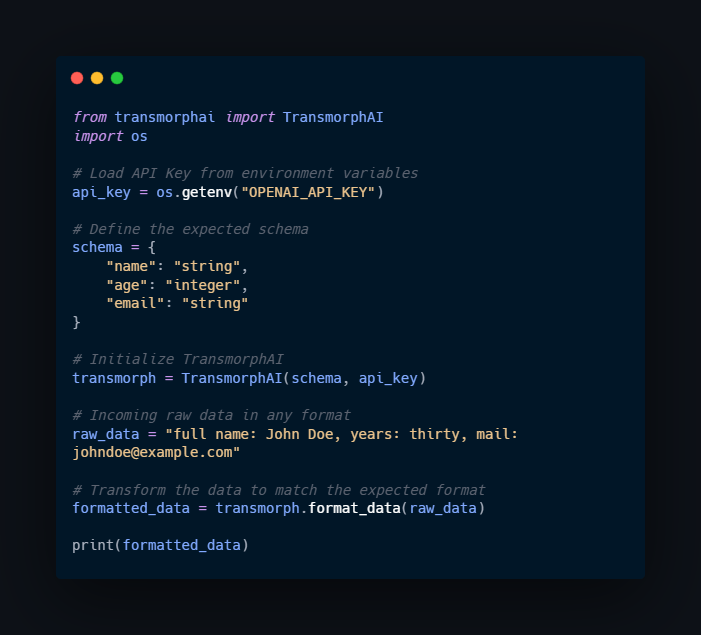 from transmorphai import TransmorphAI
import os
# Load API Key from environment variables
api_key = os.getenv("OPENAI_API_KEY")
# Define the expected schema
schema = {
    "name": "string",
    "age": "integer",
    "email": "string"
}
# Initialize TransmorphAI
transmorph = TransmorphAI(schema, api_key)
# Incoming raw data in any format
raw_data = "full name: John Doe, years: thirty, mail:
johndoe@example.com"
# Transform the data to match the expected format
formatted_data = transmorph.format_data(raw_data)
print(formatted_data)